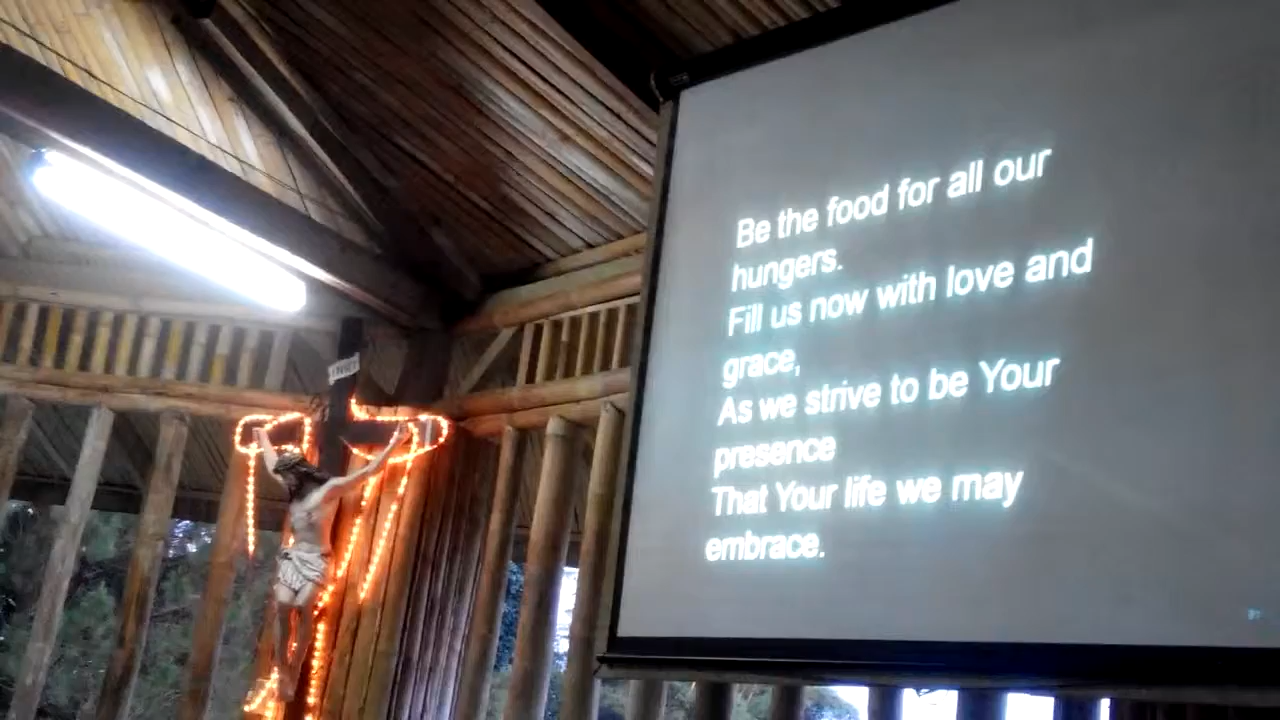 INRI
Be the food for all our
hungers.
Fill us now with love and
grace,
As we strive to be Your
presence
That Your life we may
embrace.